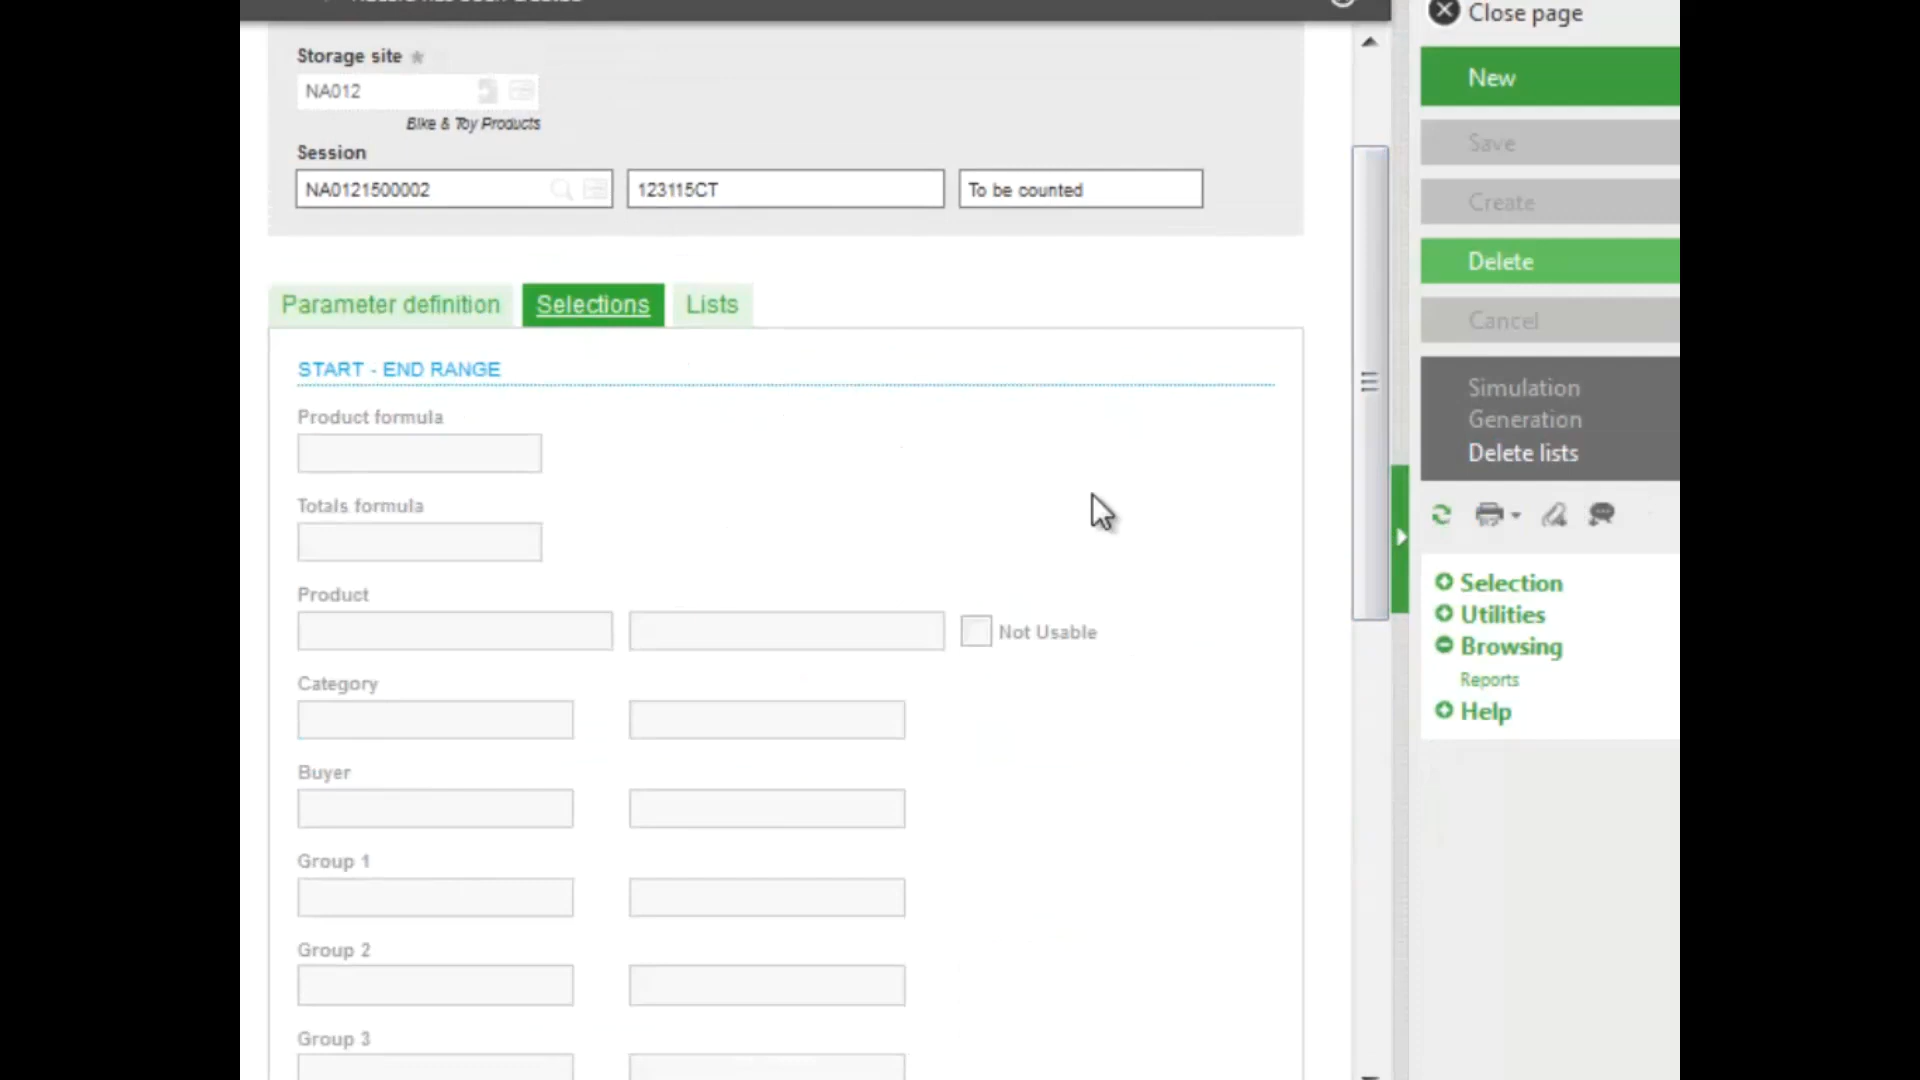 Close page
Storage site
NA012
Bike & Toy Products
Session
NA0121500002 123115CT To be counted
Parameter definition Selections Lists
START - END RANGE
Product formula
Totals formula
Product
Not Usable
Category
Buyer
Group 1
Group 2
Group 3
New
Save
Create
Delete
Cancel
Simulation
Generation
Delete lists
Selection
Utilities
Browsing
Reports
Help